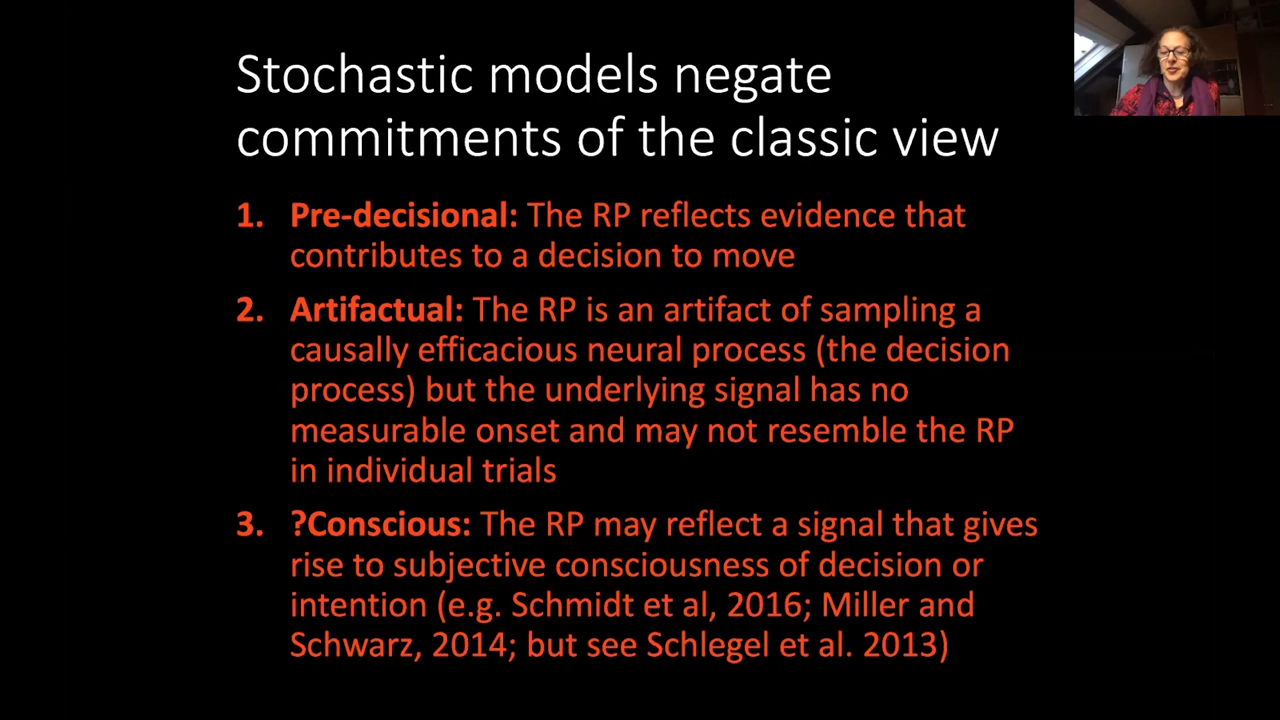 Stochastic models negate
commitments of the classic view
1. Pre-decisional: The RP reflects evidence that
contributes to a decision to move
2. Artifactual: The RP is an artifact of sampling a
causally efficacious neural process (the decision
process) but the underlying signal has no
measurable onset and may not resemble the RP
in individual trials
3. ?Conscious: The RP may reflect a signal that gives
rise to subjective consciousness of decision or
intention (e.g. Schmidt et al, 2016; Miller and
Schwarz, 2014; but see Schlegel et al. 2013)